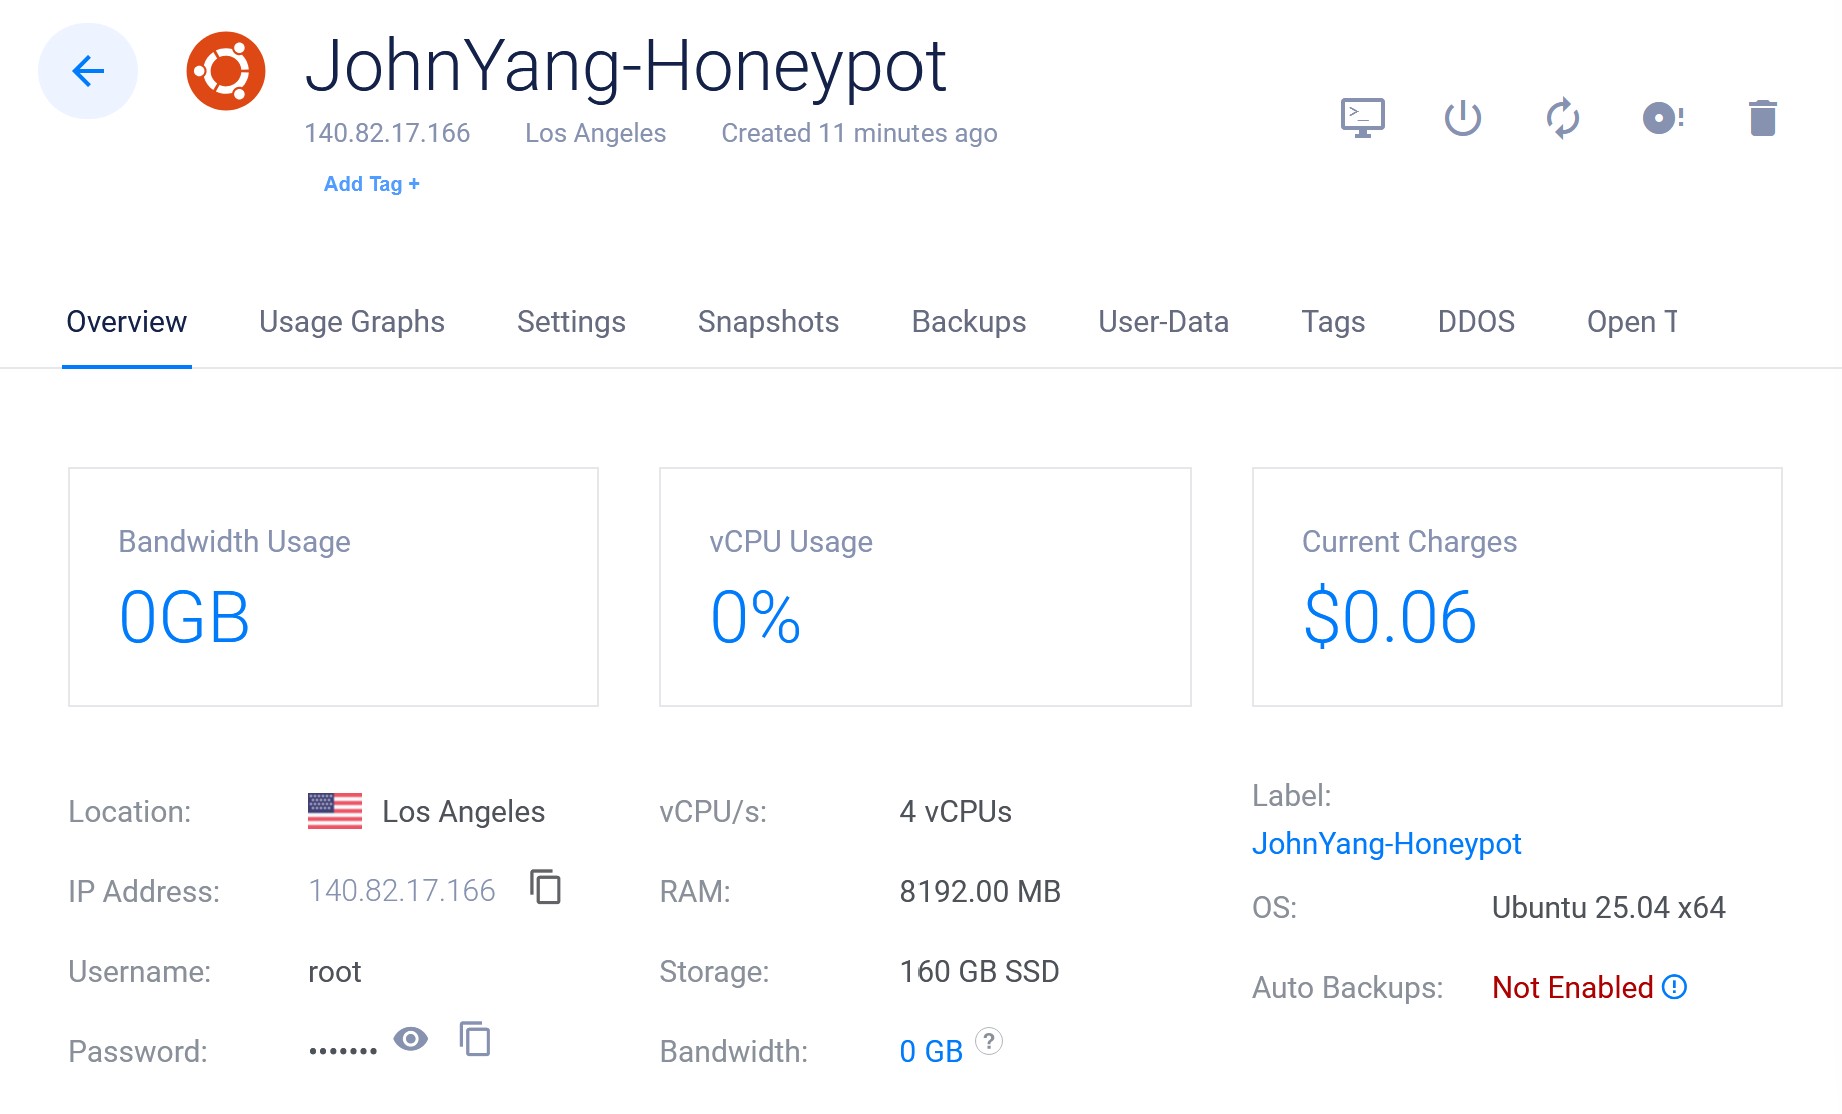 JohnYang-Honeypot
140.82.17.166 Los Angeles Created 11 minutes ago
Add Tag +
Overview Usage Graphs Settings Snapshots Backups User-Data Tags DDOS Open T
Bandwidth Usage
0GB
vCPU Usage
0%
Current Charges
$0.06
Location: Los Angeles
IP Address: 140.82.17.166
Username: root
Password: •••••••
vCPU/s: 4 vCPUs
RAM: 8192.00 MB
Storage: 160 GB SSD
Bandwidth: 0 GB
Label:
JohnYang-Honeypot
OS: Ubuntu 25.04 x64
Auto Backups: Not Enabled